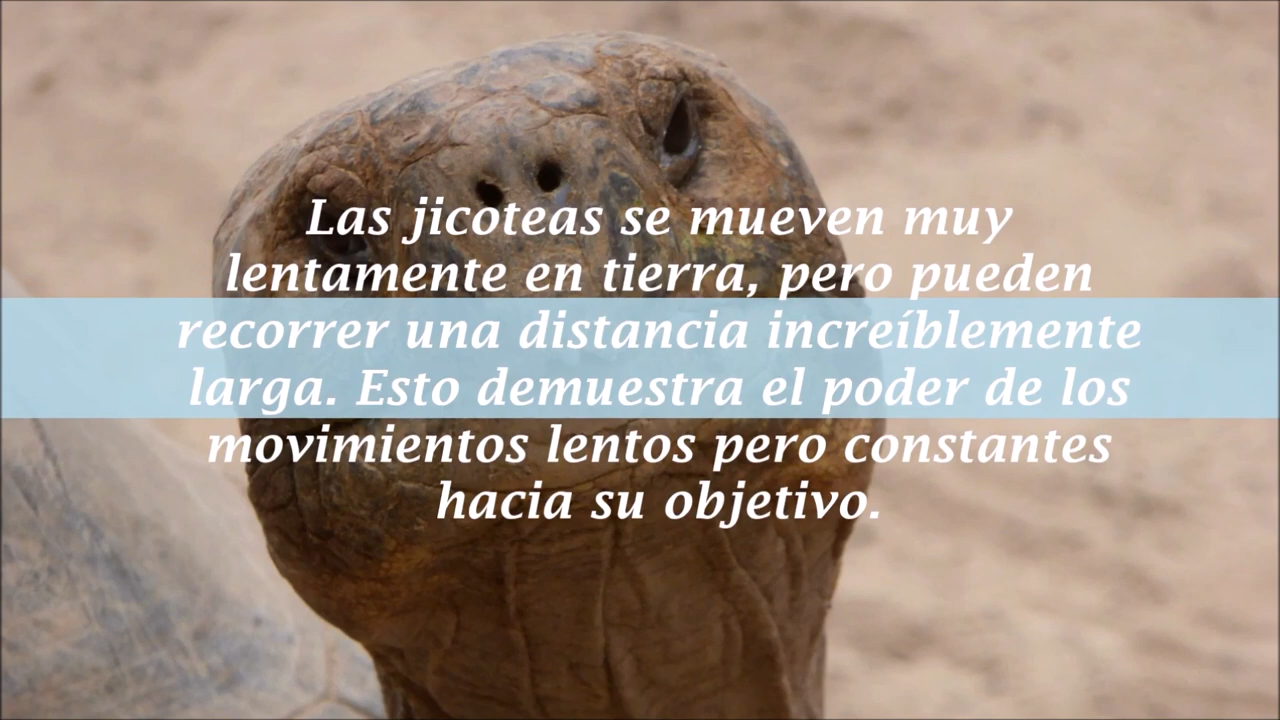 Las jicoteas se mueven muy
lentamente en tierra, pero pueden
recorrer una distancia increíblemente
larga. Esto demuestra el poder de los
movimientos lentos pero constantes
hacia su objetivo.